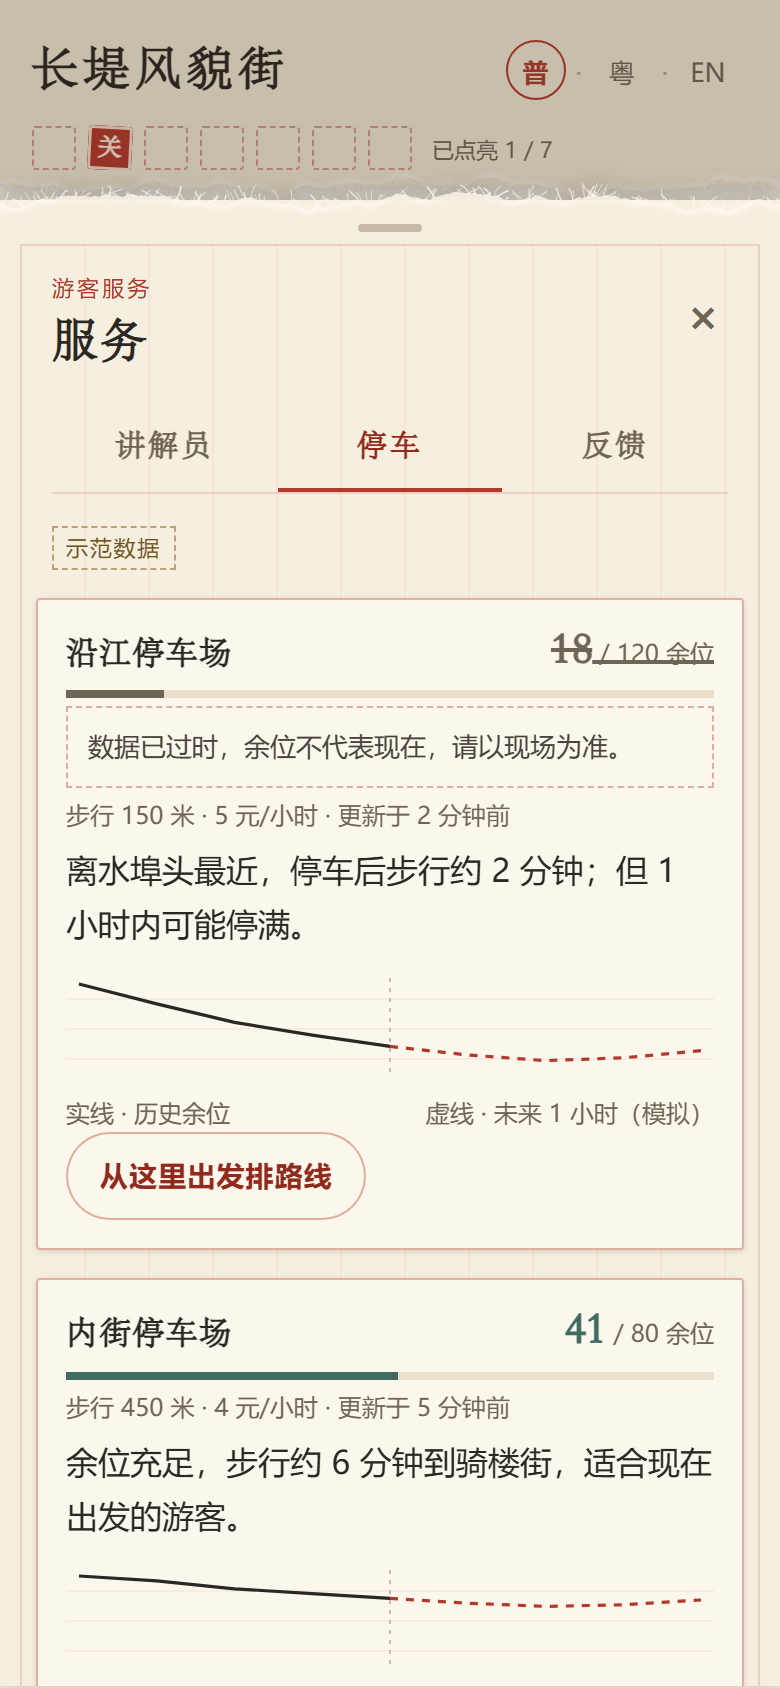 长堤风貌街
普 · 粤 · EN
关
已点亮 1 / 7
游客服务
服务
×
讲解员
停车
反馈
示范数据
沿江停车场
18 / 120 余位
数据已过时，余位不代表现在，请以现场为准。
步行 150 米 · 5 元/小时 · 更新于 2 分钟前
离水埠头最近，停车后步行约 2 分钟；但 1
小时内可能停满。
实线 · 历史余位
虚线 · 未来 1 小时（模拟）
从这里出发排路线
内街停车场
41 / 80 余位
步行 450 米 · 4 元/小时 · 更新于 5 分钟前
余位充足，步行约 6 分钟到骑楼街，适合现在
出发的游客。